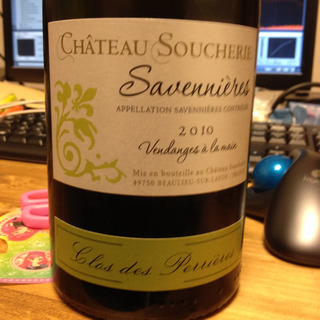 CHÂTEAU SOUCHERIE
Savennières
APPELLATION SAVENNIÈRES CONTRÔLÉE
2010
Vendanges à la main
Mis en bouteille au Château
49750 BEAULIEU-SUR-LAYON
Clos des Perrières